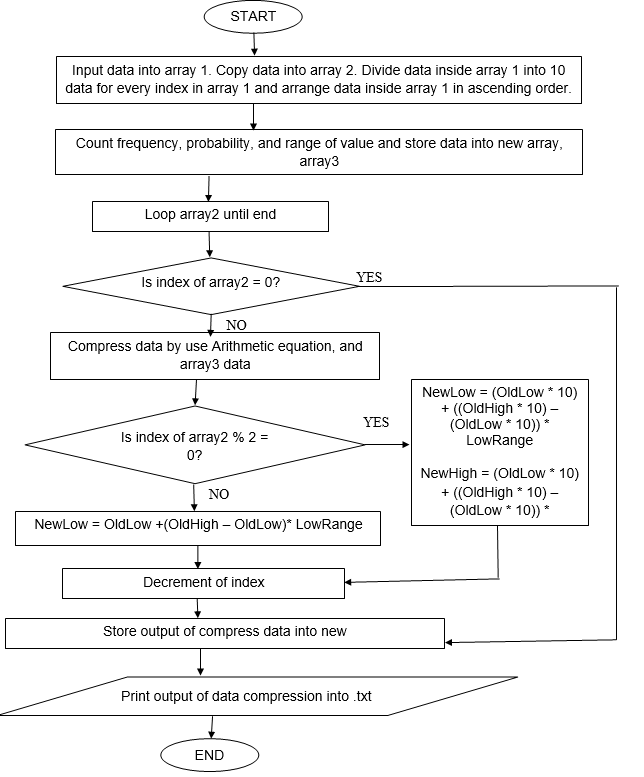 START
Input data into array 1. Copy data into array 2. Divide data inside array 1 into 10
data for every index in array 1 and arrange data inside array 1 in ascending order.
Count frequency, probability, and range of value and store data into new array,
array3
Loop array2 until end
Is index of array2 = 0?
YES
NO
Compress data by use Arithmetic equation, and
array3 data
Is index of array2 % 2 =
0?
YES
NewLow = (OldLow * 10)
+ ((OldHigh * 10) –
(OldLow * 10)) *
LowRange
NewHigh = (OldLow * 10)
+ ((OldHigh * 10) –
(OldLow * 10)) *
NO
NewLow = OldLow +(OldHigh – OldLow)* LowRange
Decrement of index
Store output of compress data into new
Print output of data compression into .txt
END